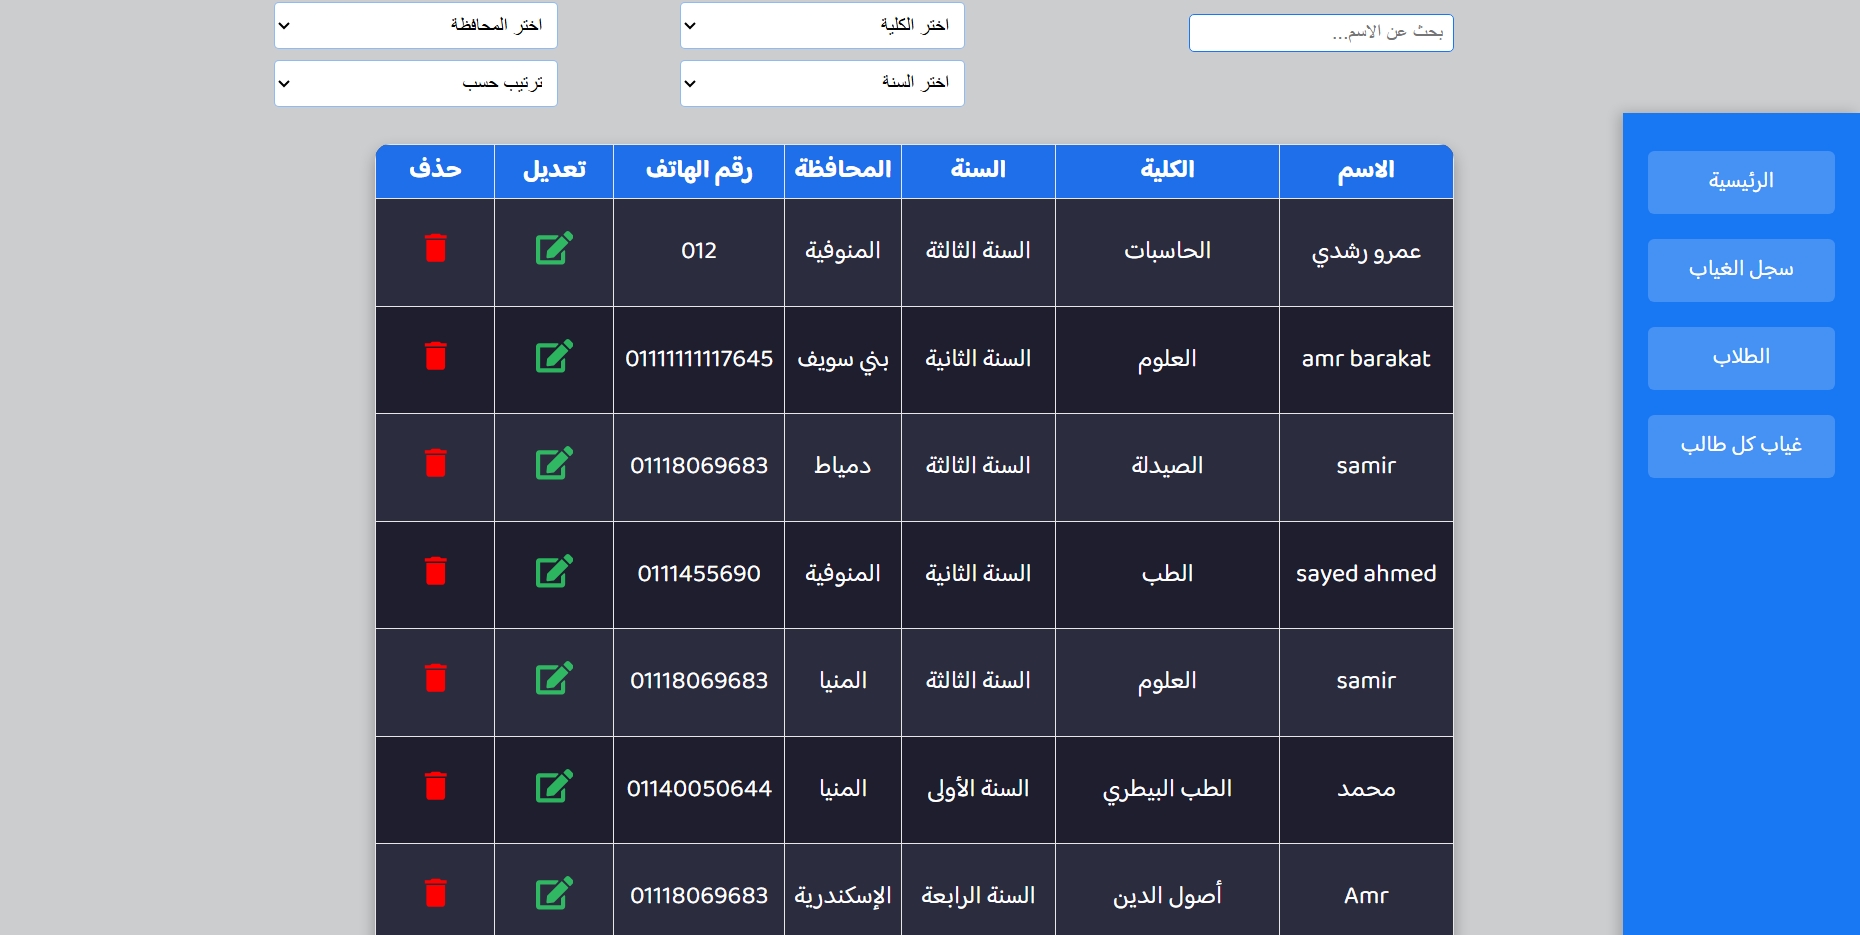 بحث عن الاسم...
اختر الكلية
اختر المحافظة
اختر السنة
ترتيب حسب
الرئيسية
سجل الغياب
الطلاب
غياب كل طالب
الاسم الكلية السنة المحافظة رقم الهاتف تعديل حذف
عمرو رشدي الحاسبات السنة الثالثة المنوفية 012
amr barakat العلوم السنة الثانية بني سويف 01111111117645
samir الصيدلة السنة الثالثة دمياط 01118069683
sayed ahmed الطب السنة الثانية المنوفية 0111455690
samir العلوم السنة الثالثة المنيا 01118069683
محمد الطب البيطري السنة الأولى المنيا 01140050644
Amr أصول الدين السنة الرابعة الإسكندرية 01118069683